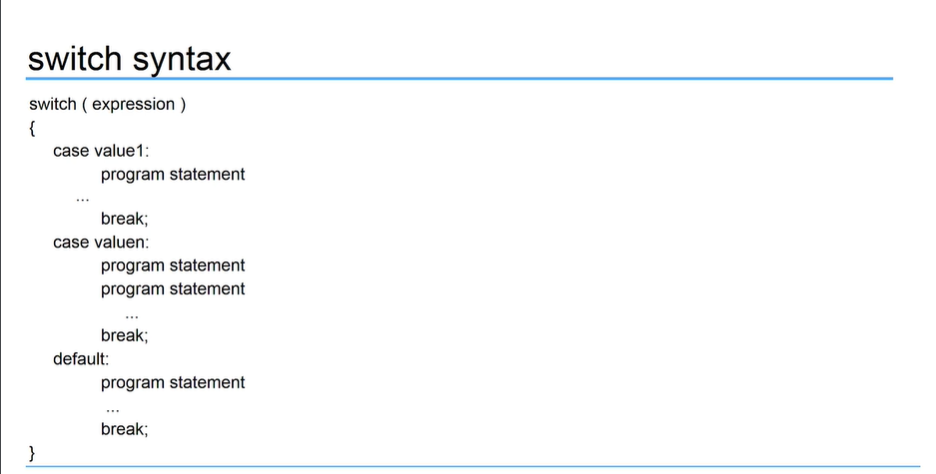 switch syntax
switch ( expression )
{
case value1:
program statement
...
break;
case valuen:
program statement
program statement
...
break;
default:
program statement
...
break;
}